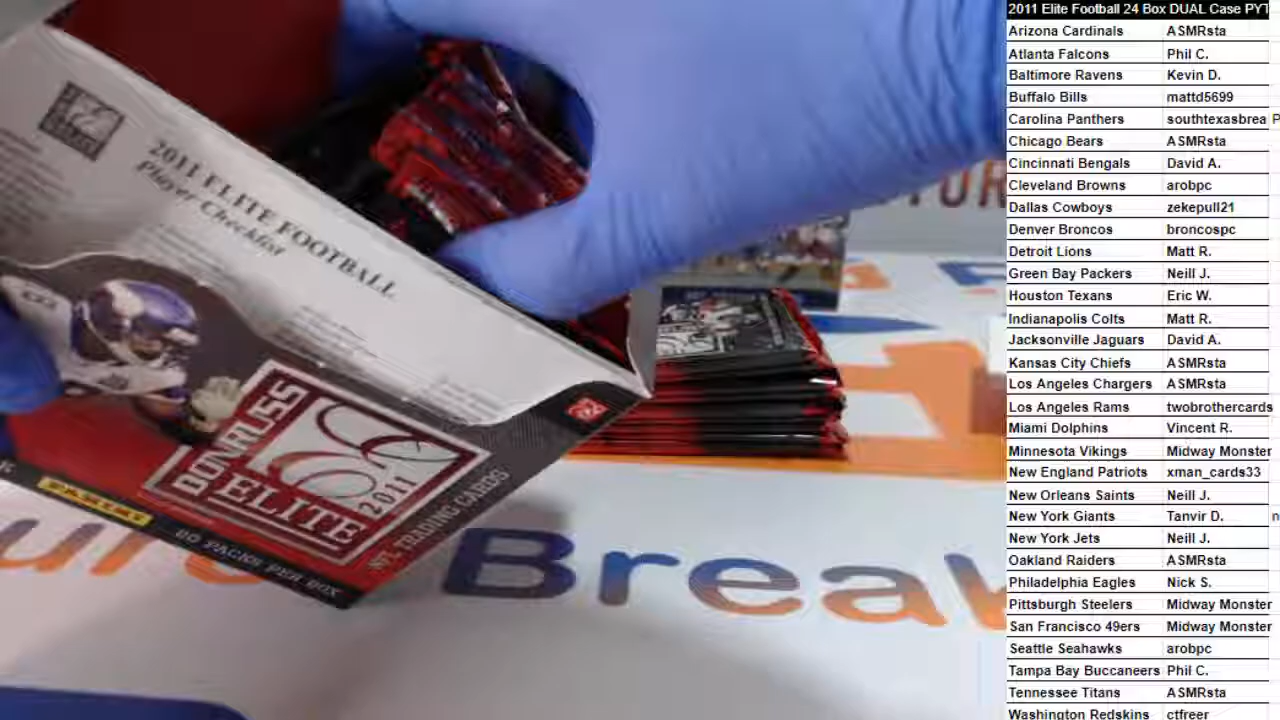 2011 ELITE FOOTBALL
Player Checklist
DONRUSS
ELITE
2011
PANINI
NFL TRADING CARDS
20 PACKS PER BOX
Break
2011 Elite Football 24 Box DUAL Case PYT
Arizona Cardinals ASMRsta
Atlanta Falcons Phil C.
Baltimore Ravens Kevin D.
Buffalo Bills mattd5699
Carolina Panthers southtexasbrea P
Chicago Bears ASMRsta
Cincinnati Bengals David A.
Cleveland Browns arobpc
Dallas Cowboys zekepull21
Denver Broncos broncospc
Detroit Lions Matt R.
Green Bay Packers Neill J.
Houston Texans Eric W.
Indianapolis Colts Matt R.
Jacksonville Jaguars David A.
Kansas City Chiefs ASMRsta
Los Angeles Chargers ASMRsta
Los Angeles Rams twobrothercards
Miami Dolphins Vincent R.
Minnesota Vikings Midway Monster
New England Patriots xman_cards33
New Orleans Saints Neill J.
New York Giants Tanvir D. n
New York Jets Neill J.
Oakland Raiders ASMRsta
Philadelphia Eagles Nick S.
Pittsburgh Steelers Midway Monster
San Francisco 49ers Midway Monster
Seattle Seahawks arobpc
Tampa Bay Buccaneers Phil C.
Tennessee Titans ASMRsta
Washington Redskins ctfreer